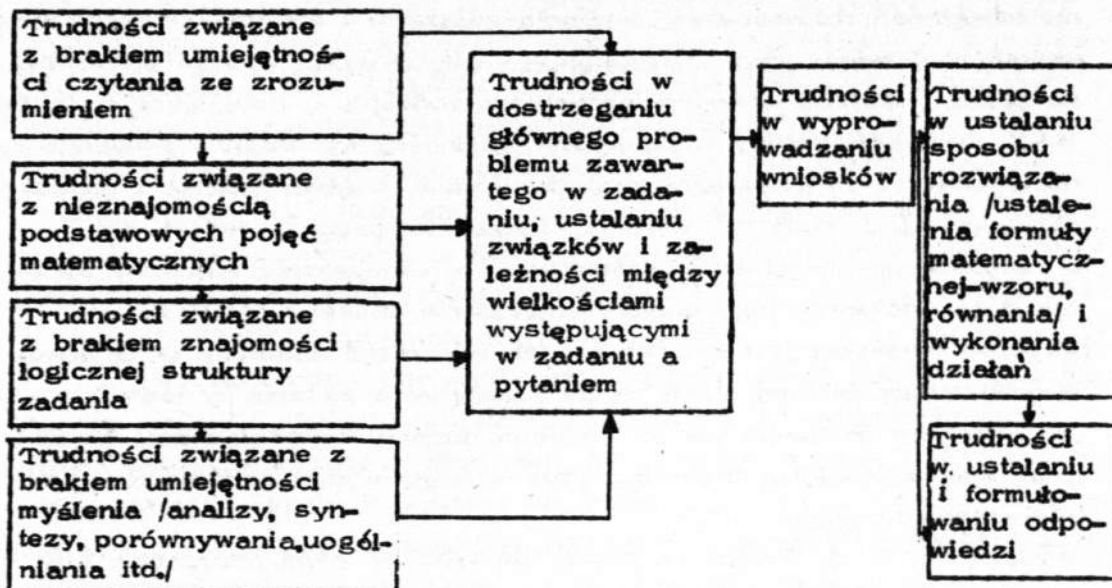 Trudności związane
z brakiem umiejętnoś-
ci czytania ze zrozu-
mieniem
Trudności związane
z nieznajomością
podstawowych pojęć
matematycznych
Trudności związane
z brakiem znajomości
logicznej struktury
zadania
Trudności związane z
brakiem umiejętności
myślenia /analizy, syn-
tezy, porównywania,uogól-
niania itd./
Trudności w
dostrzeganiu
głównego pro-
blemu zawar-
tego w zada-
niu, ustalaniu
związków i za-
leżności między
wielkościami
występującymi
w zadaniu a
pytaniem
Trudności
w wypro-
wadzaniu
wniosków
Trudności
w ustalaniu
sposobu
rozwiąza-
nia /ustale-
nia formuły
matematycz-
nej-wzoru,
równania/ i
wykonania
działań
Trudności
w. ustalaniu
i formuło-
waniu odpo-
wiedzi